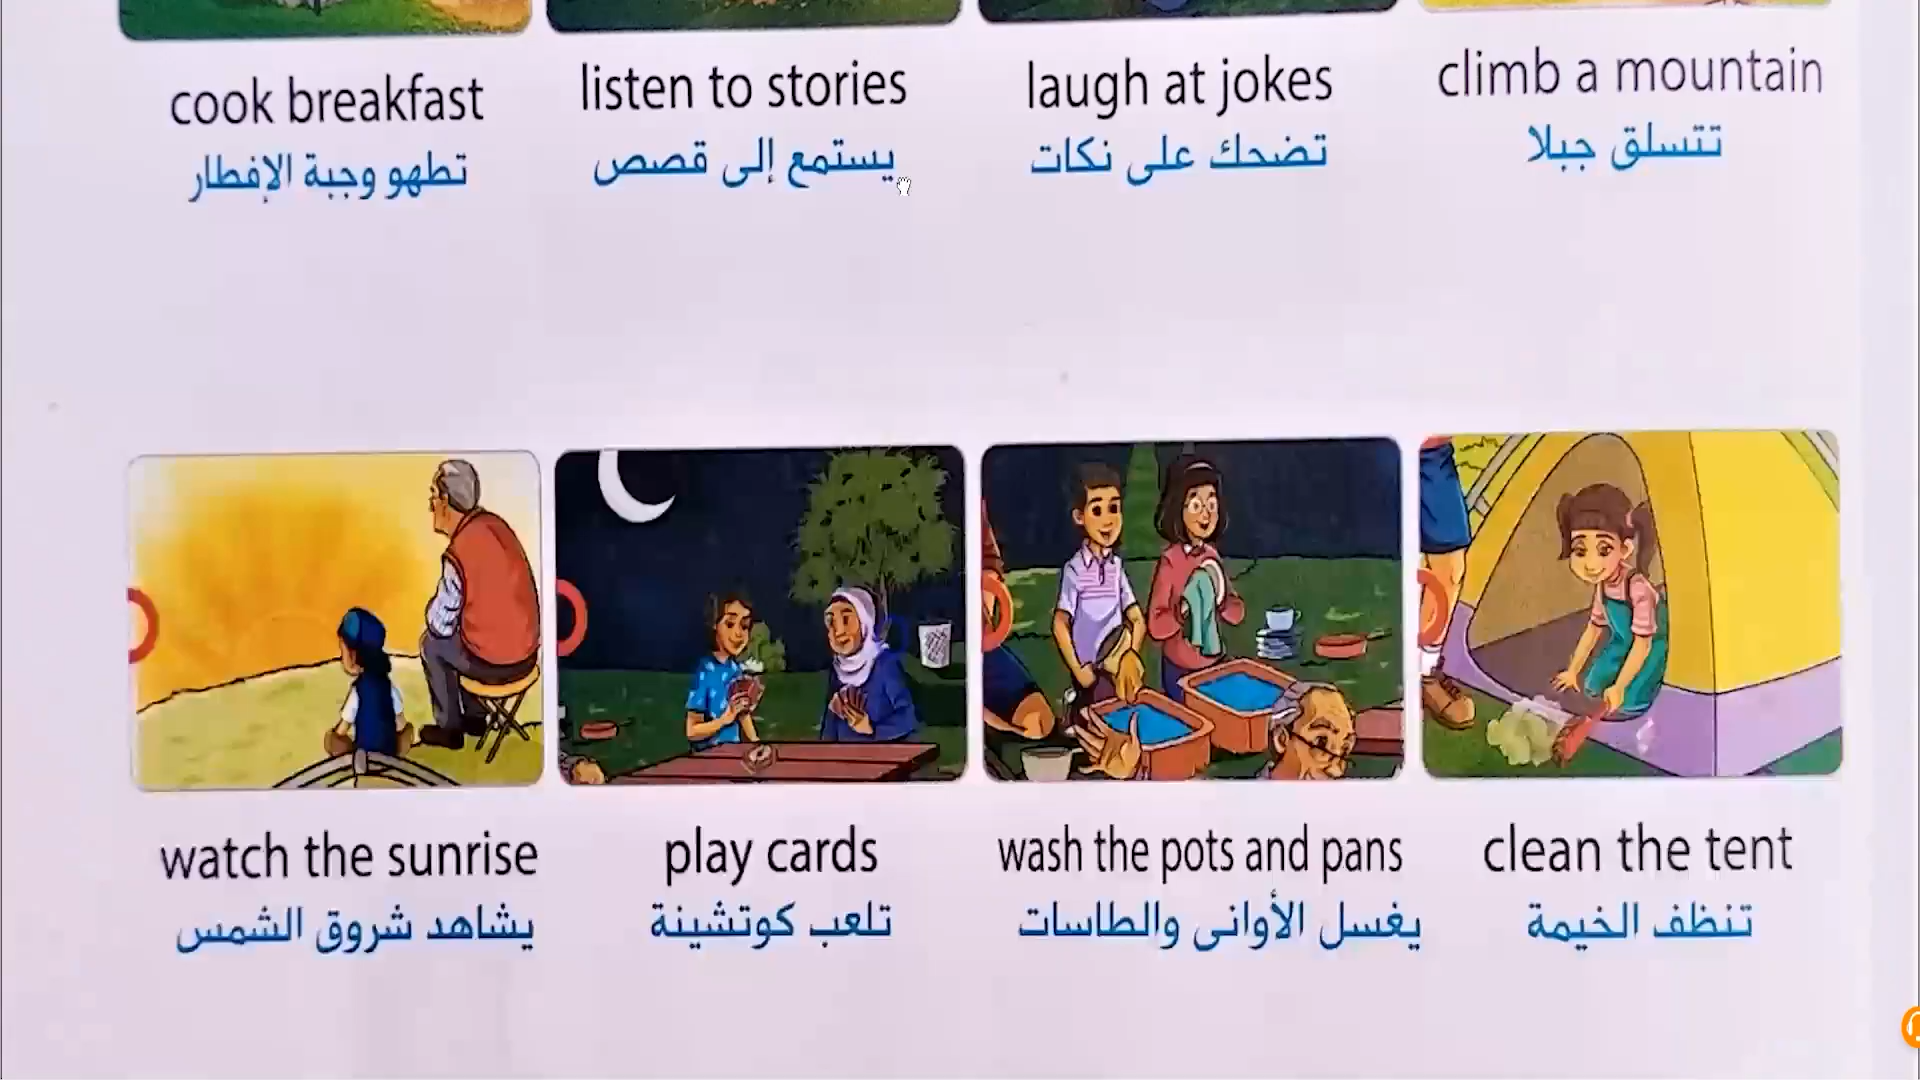 cook breakfast
تطهو وجبة الإفطار
listen to stories
يستمع إلى قصص
laugh at jokes
تضحك على نكات
climb a mountain
تتسلق جبلا
watch the sunrise
يشاهد شروق الشمس
play cards
تلعب كوتشينة
wash the pots and pans
يغسل الأوانى والطاسات
clean the tent
تنظف الخيمة